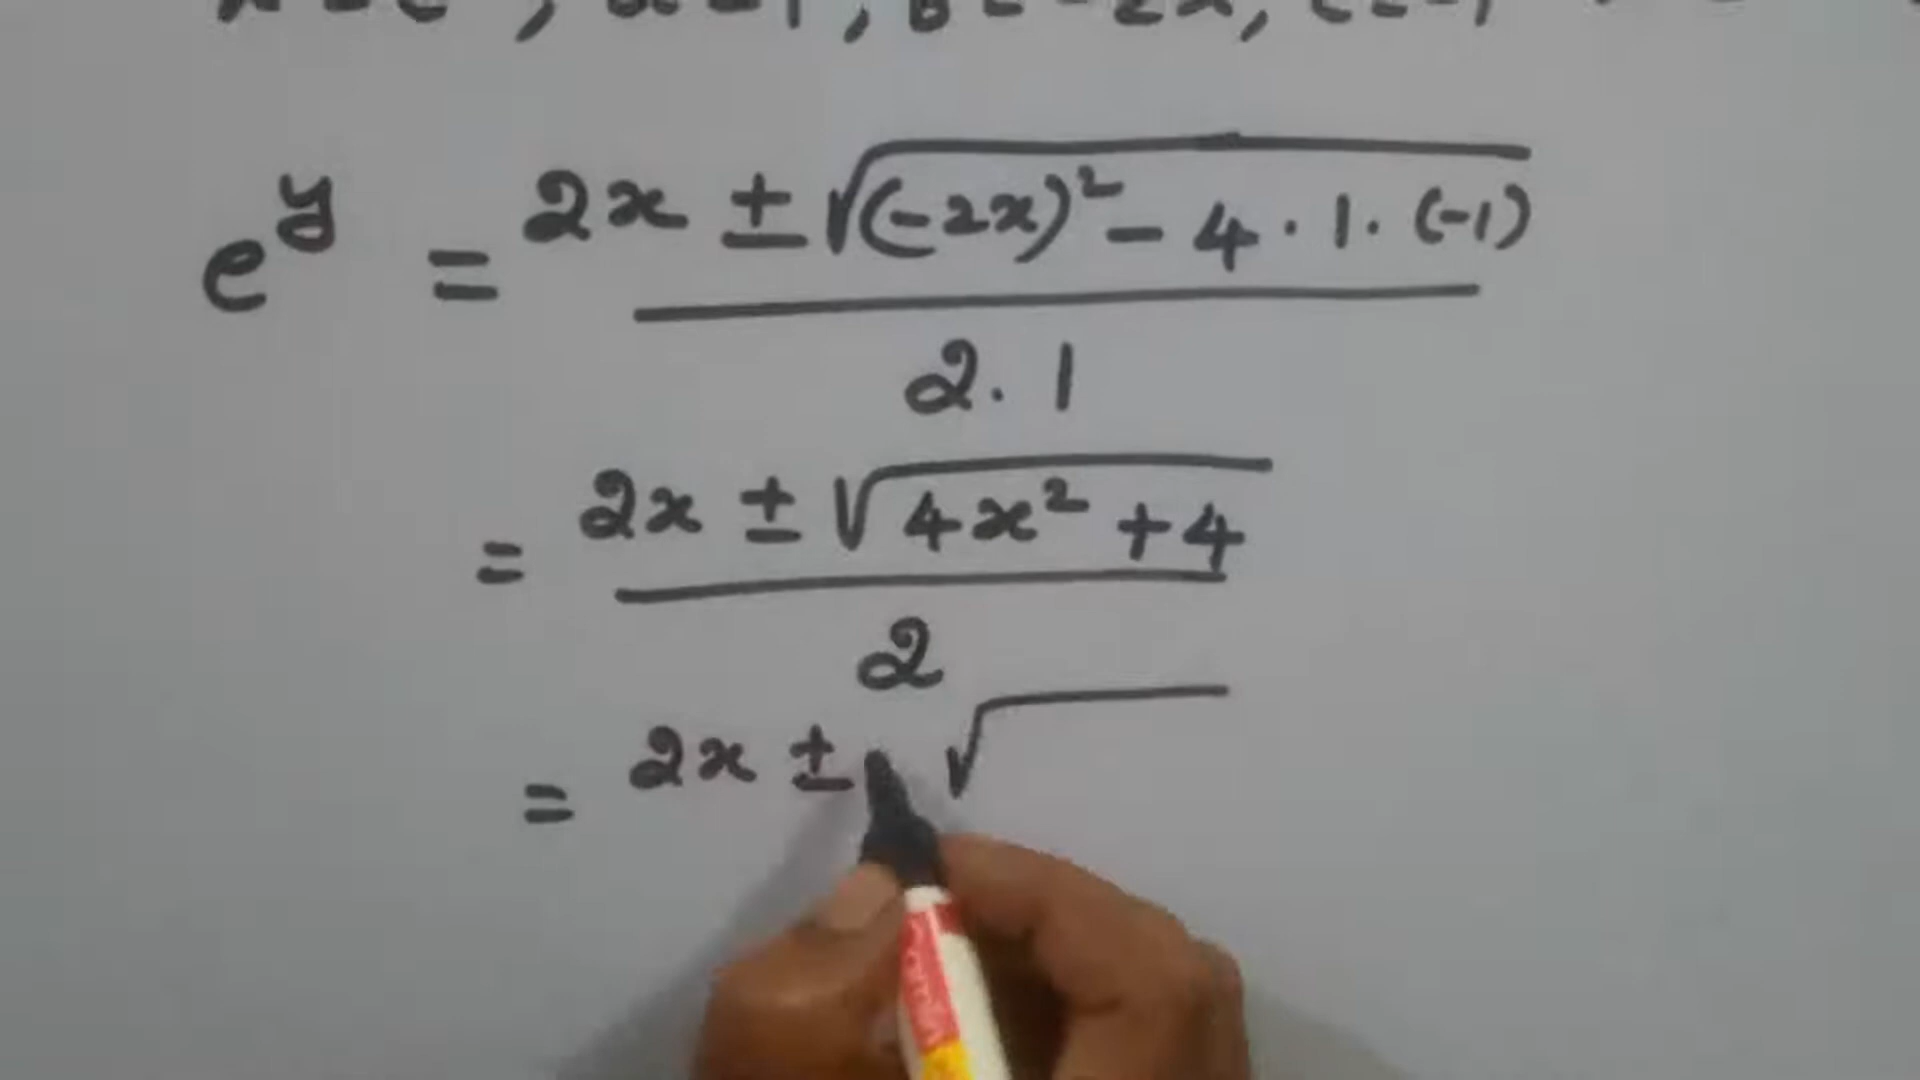 e^y = (2x ± √((-2x)² - 4 · 1 · (-1))) / (2 · 1)
= (2x ± √(4x² + 4)) / 2
= 2x ± √